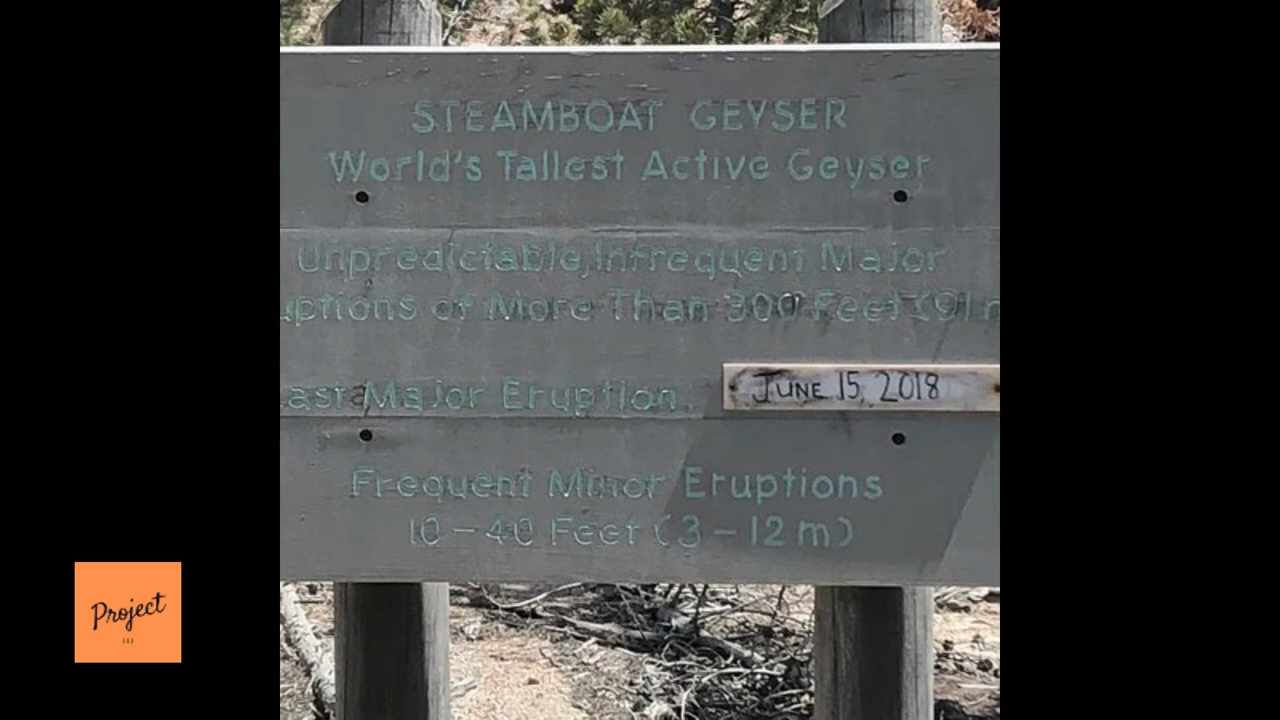 STEAMBOAT GEYSER
World's Tallest Active Geyser
Unpredictable, Infrequent Major
uptions of More Than 300 Feet (91 m
ast Major Eruption JUNE 15, 2018
Frequent Minor Eruptions
10 - 40 Feet (3 - 12 m)
Project